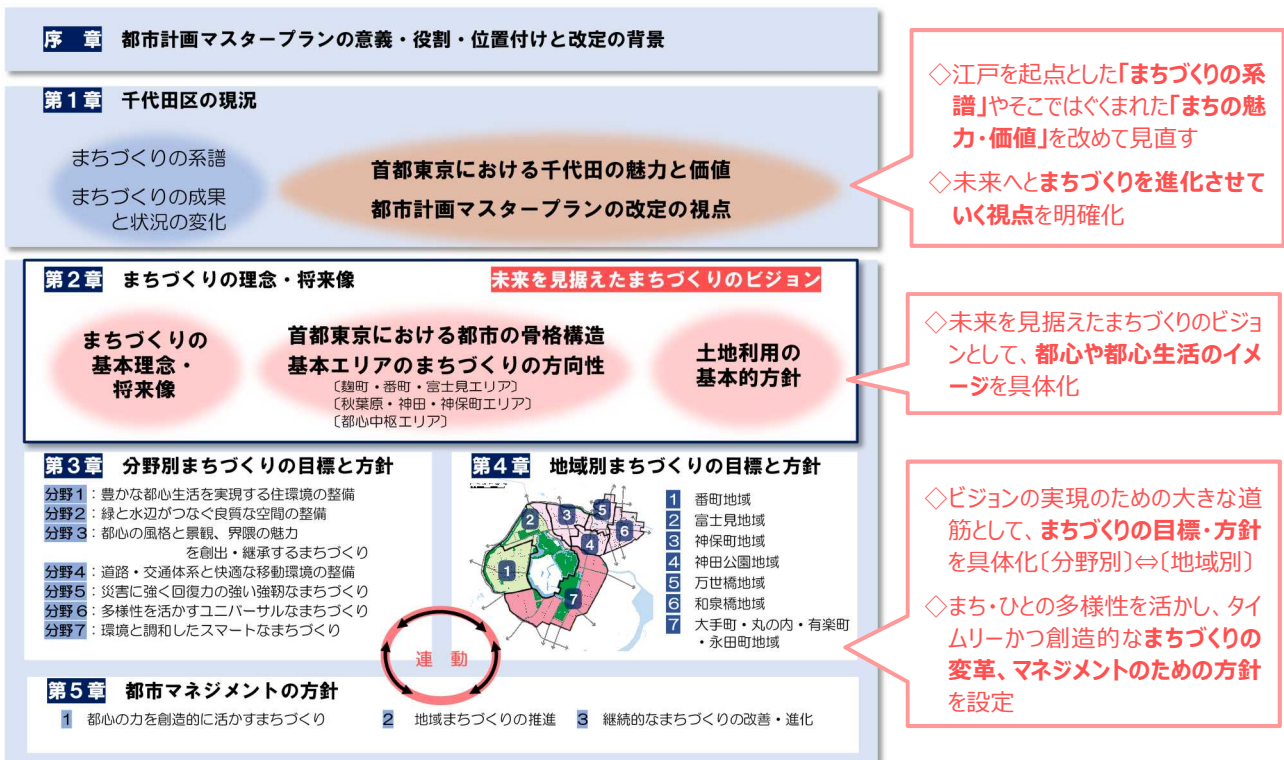 序 章 都市計画マスタープランの意義・役割・位置付けと改定の背景
第1章 千代田区の現況
まちづくりの系譜
まちづくりの成果
と状況の変化
首都東京における千代田の魅力と価値
都市計画マスタープランの改定の視点
◇江戸を起点とした「まちづくりの系
譜」やそこではぐくまれた「まちの魅
力・価値」を改めて見直す
◇未来へとまちづくりを進化させて
いく視点を明確化
第2章 まちづくりの理念・将来像
未来を見据えたまちづくりのビジョン
まちづくりの
基本理念・
将来像
首都東京における都市の骨格構造
基本エリアのまちづくりの方向性
〔麹町・番町・富士見エリア〕
〔秋葉原・神田・神保町エリア〕
〔都心中枢エリア〕
土地利用の
基本的方針
◇未来を見据えたまちづくりのビジョ
ンとして、都心や都心生活のイメ
ージを具体化
第3章 分野別まちづくりの目標と方針
分野1：豊かな都心生活を実現する住環境の整備
分野2：緑と水辺がつなぐ良質な空間の整備
分野3：都心の風格と景観、界隈の魅力
を創出・継承するまちづくり
分野4：道路・交通体系と快適な移動環境の整備
分野5：災害に強く回復力の強い強靭なまちづくり
分野6：多様性を活かすユニバーサルなまちづくり
分野7：環境と調和したスマートなまちづくり
第4章 地域別まちづくりの目標と方針
1
2
3
4
5
6
7
1 番町地域
2 富士見地域
3 神保町地域
4 神田公園地域
5 万世橋地域
6 和泉橋地域
7 大手町・丸の内・有楽町
・永田町地域
連 動
◇ビジョンの実現のための大きな道
筋として、まちづくりの目標・方針
を具体化〔分野別〕⇔〔地域別〕
◇まち・ひとの多様性を活かし、タイ
ムリーかつ創造的なまちづくりの
変革、マネジメントのための方針
を設定
第5章 都市マネジメントの方針
1 都心の力を創造的に活かすまちづくり 2 地域まちづくりの推進 3 継続的なまちづくりの改善・進化